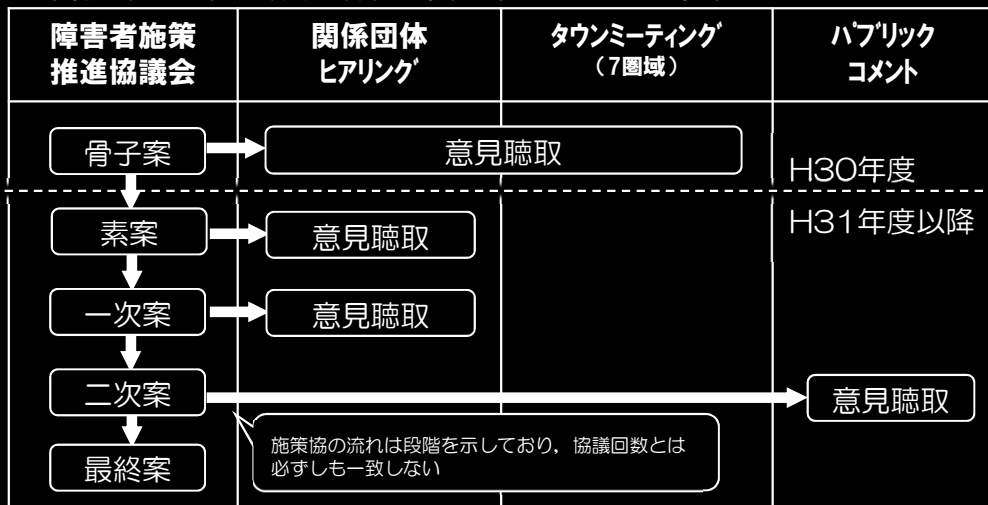 障害者施策
推進協議会
関係団体
ヒアリング
タウンミーティング
（7圏域）
パブリック
コメント
骨子案
意見聴取
H30年度
H31年度以降
素案
意見聴取
一次案
意見聴取
二次案
意見聴取
施策協の流れは段階を示しており，協議回数とは
必ずしも一致しない
最終案